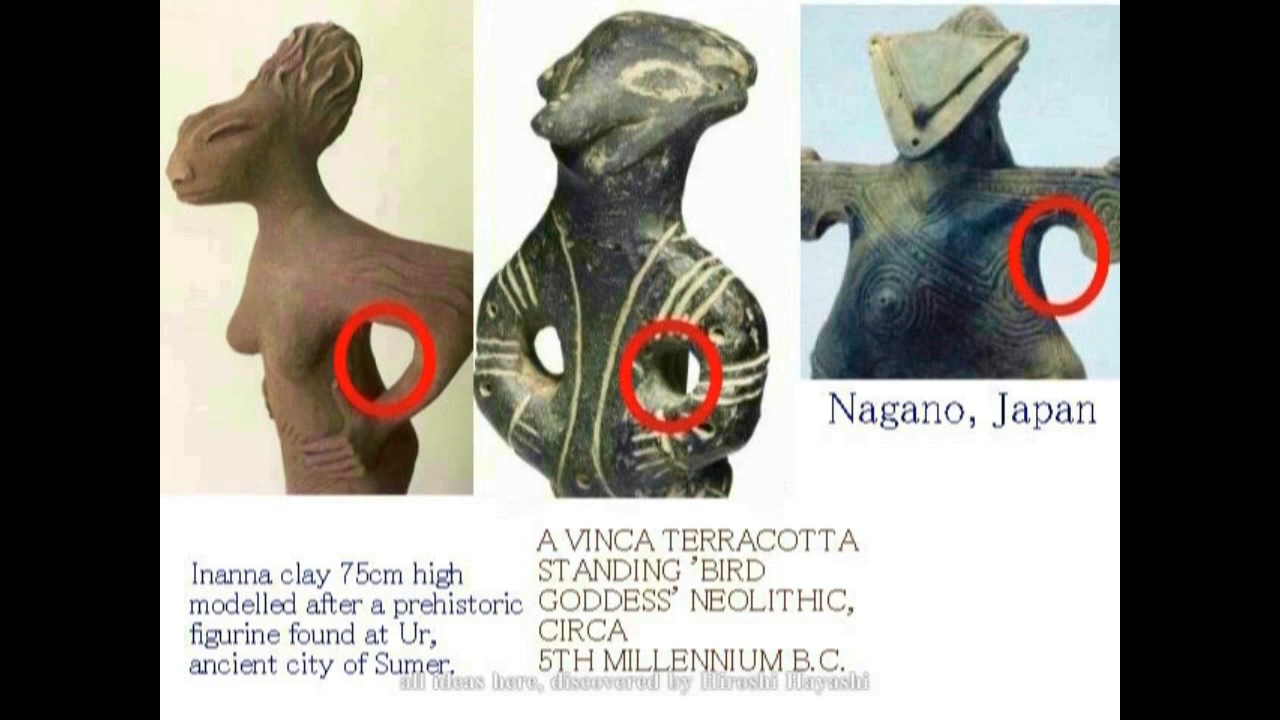 Nagano, Japan
Inanna clay 75cm high
modelled after a prehistoric
figurine found at Ur,
ancient city of Sumer.
A VINCA TERRACOTTA
STANDING 'BIRD
GODDESS' NEOLITHIC,
CIRCA
5TH MILLENNIUM B.C.
all ideas here, discovered by Hiroshi Hayashi